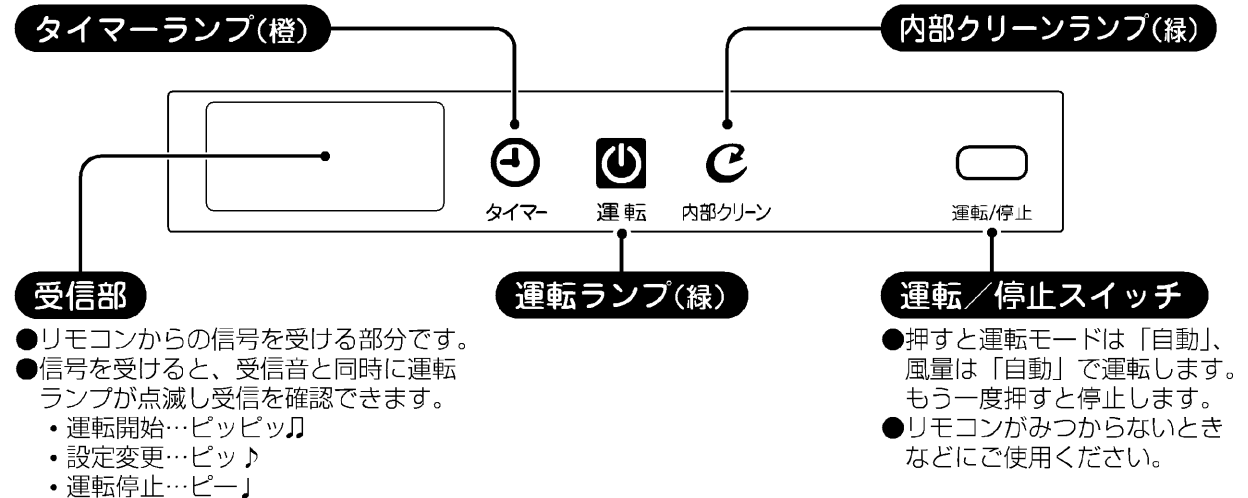 タイマーランプ(橙)
内部クリーンランプ(緑)
タイマー
運転
内部クリーン
運転/停止
受信部
●リモコンからの信号を受ける部分です。
●信号を受けると、受信音と同時に運転
ランプが点滅し受信を確認できます。
・運転開始…ピッピッ♫
・設定変更…ピッ♪
・運転停止…ピー♩
運転ランプ(緑)
運転／停止スイッチ
●押すと運転モードは「自動」、
風量は「自動」で運転します。
もう一度押すと停止します。
●リモコンがみつからないとき
などにご使用ください。